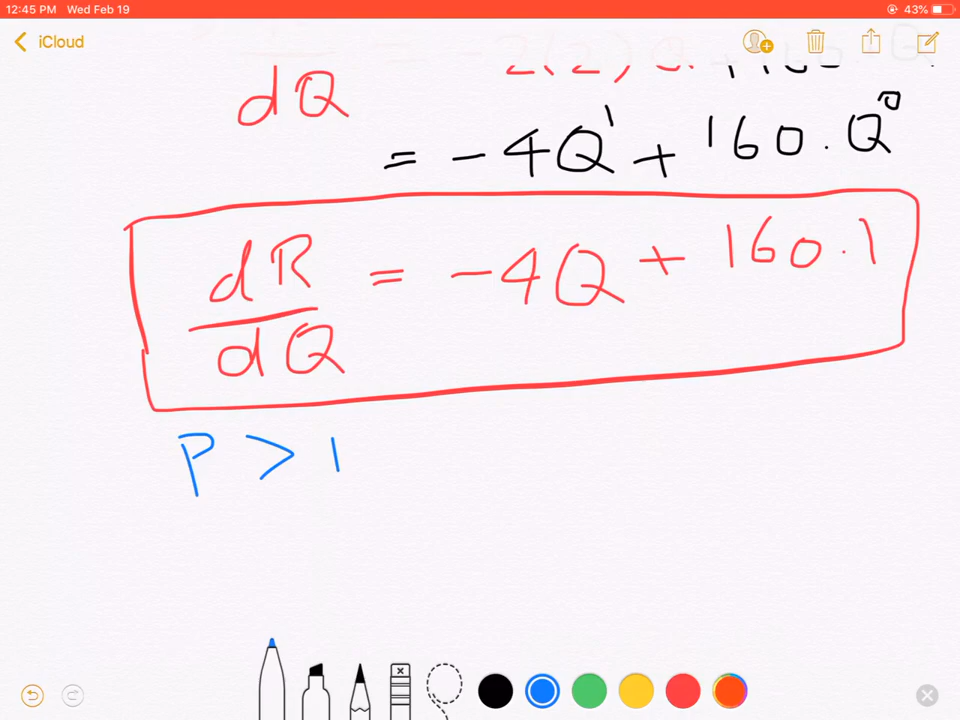 12:45 PM Wed Feb 19
43%
iCloud
dQ
= -4Q¹ + 160.Q⁰
dR/dQ = -4Q + 160.1
P > 1